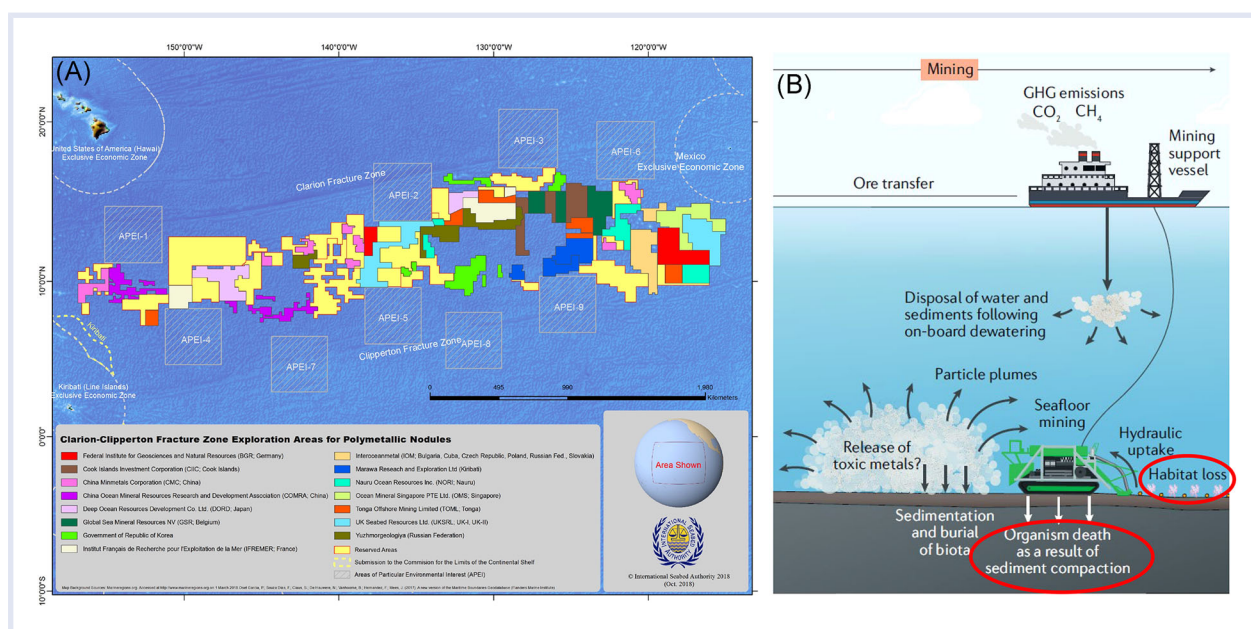 (A)
150°0'0"W
140°0'0"W
130°0'0"W
120°0'0"W
20°0'0"N
10°0'0"N
0°0'0"
10°0'0"S
United States of America (Hawaii)
Exclusive Economic Zone
Mexico
Exclusive Economic Zone
Clarion Fracture Zone
Clipperton Fracture Zone
APEI-1
APEI-2
APEI-3
APEI-6
APEI-4
APEI-5
APEI-7
APEI-8
APEI-9
Kiribati
Kiribati (Line Islands)
Exclusive Economic Zone
0 495 990 1,980
Kilometers
Clarion-Clipperton Fracture Zone Exploration Areas for Polymetallic Nodules
Federal Institute for Geosciences and Natural Resources (BGR; Germany)
Cook Islands Investment Corporation (CIIC; Cook Islands)
China Minmetals Corporation (CMC; China)
China Ocean Mineral Resources Research and Development Association (COMRA; China)
Deep Ocean Resources Development Co. Ltd. (DORD; Japan)
Global Sea Mineral Resources NV (GSR; Belgium)
Government of Republic of Korea
Institut Français de Recherche pour l'Exploitation de la Mer (IFREMER; France)
Interoceanmetal (IOM; Bulgaria, Cuba, Czech Republic, Poland, Russian Fed., Slovakia)
Marawa Reseach and Exploration Ltd (Kiribati)
Nauru Ocean Resources Inc. (NORI; Nauru)
Ocean Mineral Singapore PTE Ltd. (OMS; Singapore)
Tonga Offshore Mining Limited (TOML; Tonga)
UK Seabed Resources Ltd. (UKSRL; UK-I, UK-II)
Yuzhmorgeologiya (Russian Federation)
Reserved Areas
Submission to the Commision for the Limits of the Continental Shelf
Areas of Particular Environmental Interest (APEI)
Area Shown
© International Seabed Authority 2018
(Oct. 2018)
(B)
Mining
GHG emissions
CO2 CH4
Mining
support
vessel
Ore transfer
Disposal of water and
sediments following
on-board dewatering
Particle plumes
Seafloor
mining
Hydraulic
uptake
Release of
toxic metals?
Habitat loss
Sedimentation
and burial
of biota
Organism death
as a result of
sediment compaction